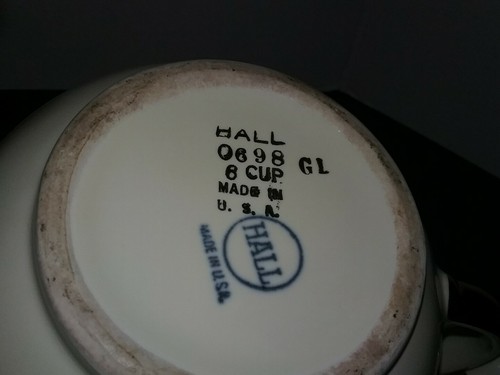 HALL
0698 GL
6 CUP
MADE IN
U. S. A.
HALL
MADE IN U.S.A.